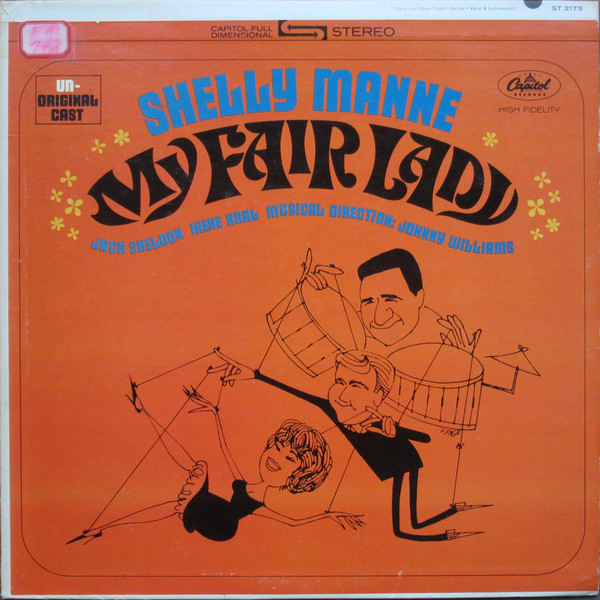 ST 2173
CAPITOL FULL
DIMENSIONAL
STEREO
UN-
ORIGINAL
CAST
Capitol
RECORDS
HIGH FIDELITY
SHELLY MANNE
MY FAIR LADY
JACK SHELDON IRENE KRAL MUSICAL DIRECTION: JOHNNY WILLIAMS